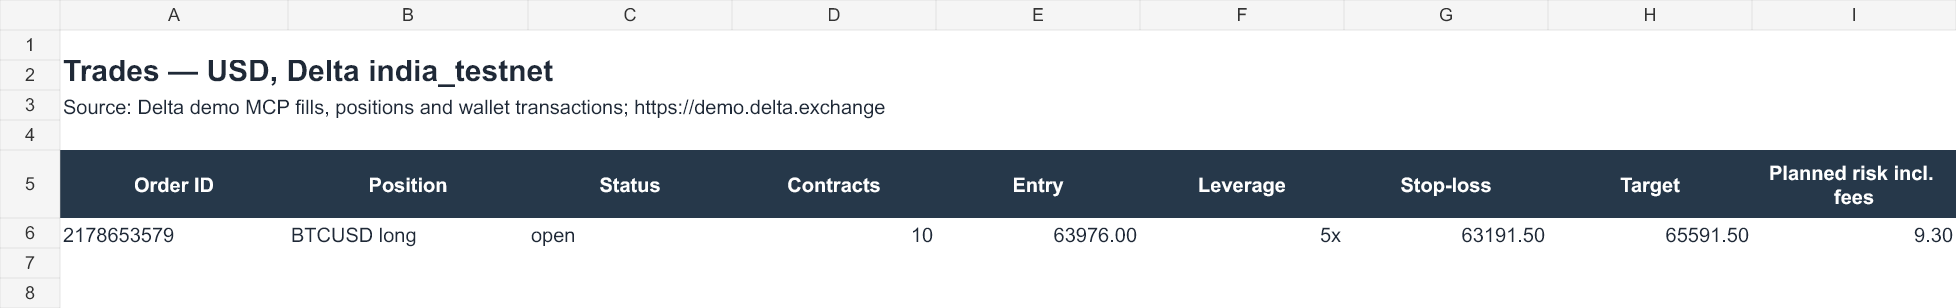 A B C D E F G H I
1
2 Trades — USD, Delta india_testnet
3 Source: Delta demo MCP fills, positions and wallet transactions; https://demo.delta.exchange
4
5 Order ID Position Status Contracts Entry Leverage Stop-loss Target Planned risk incl. fees
6 2178653579 BTCUSD long open 10 63976.00 5x 63191.50 65591.50 9.30
7
8